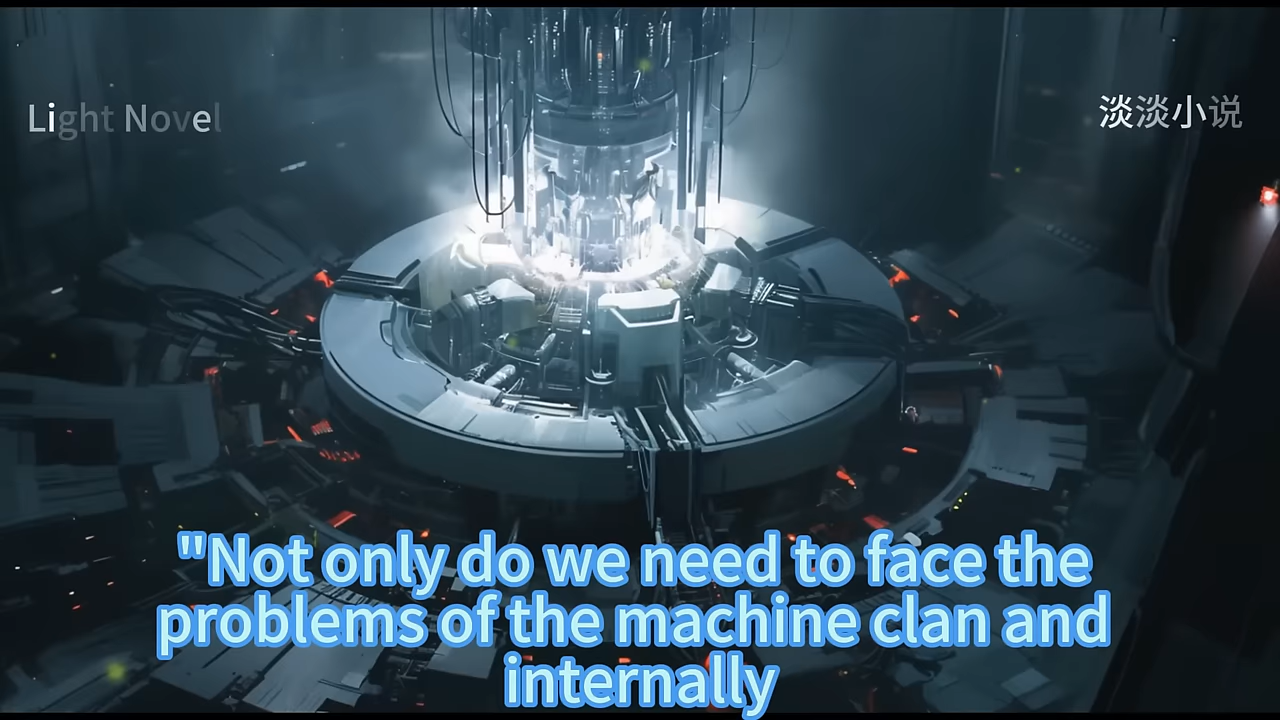 Light Novel
淡淡小说
"Not only do we need to face the
problems of the machine clan and
internally